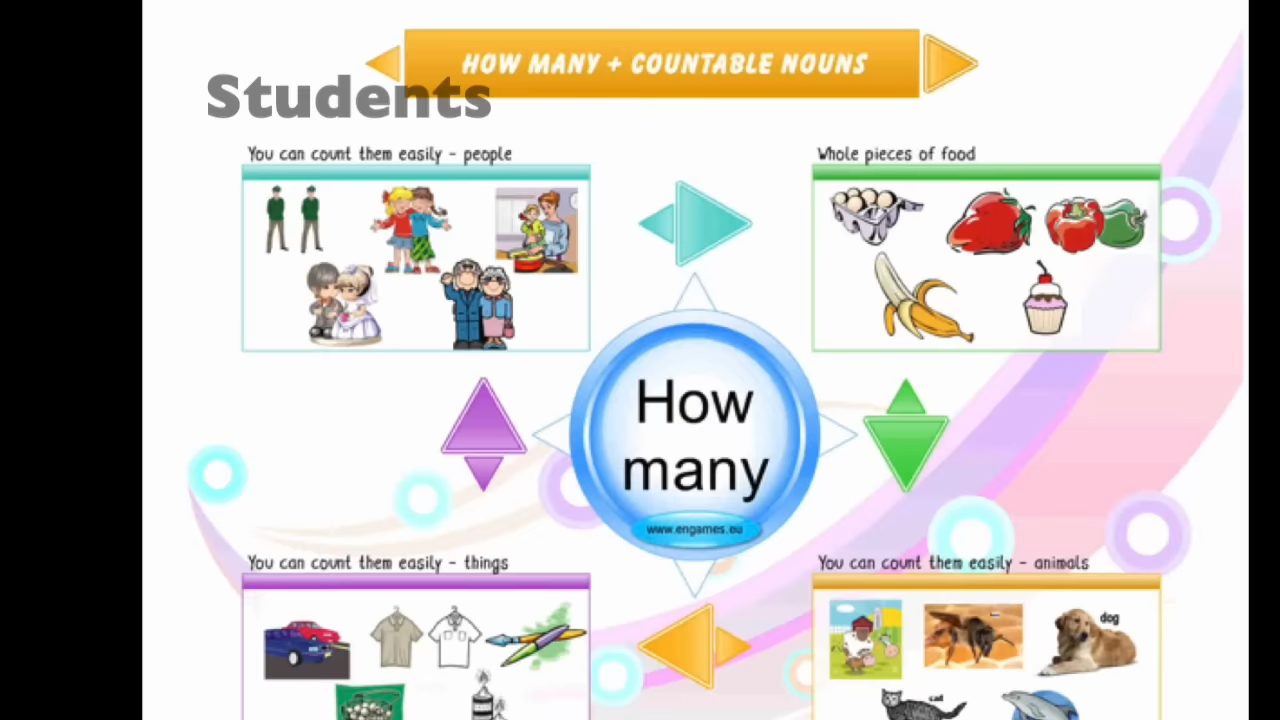 HOW MANY + COUNTABLE NOUNS
Students
You can count them easily - people
Whole pieces of food
How
many
www.engames.eu
You can count them easily - things
You can count them easily - animals
dog
cat